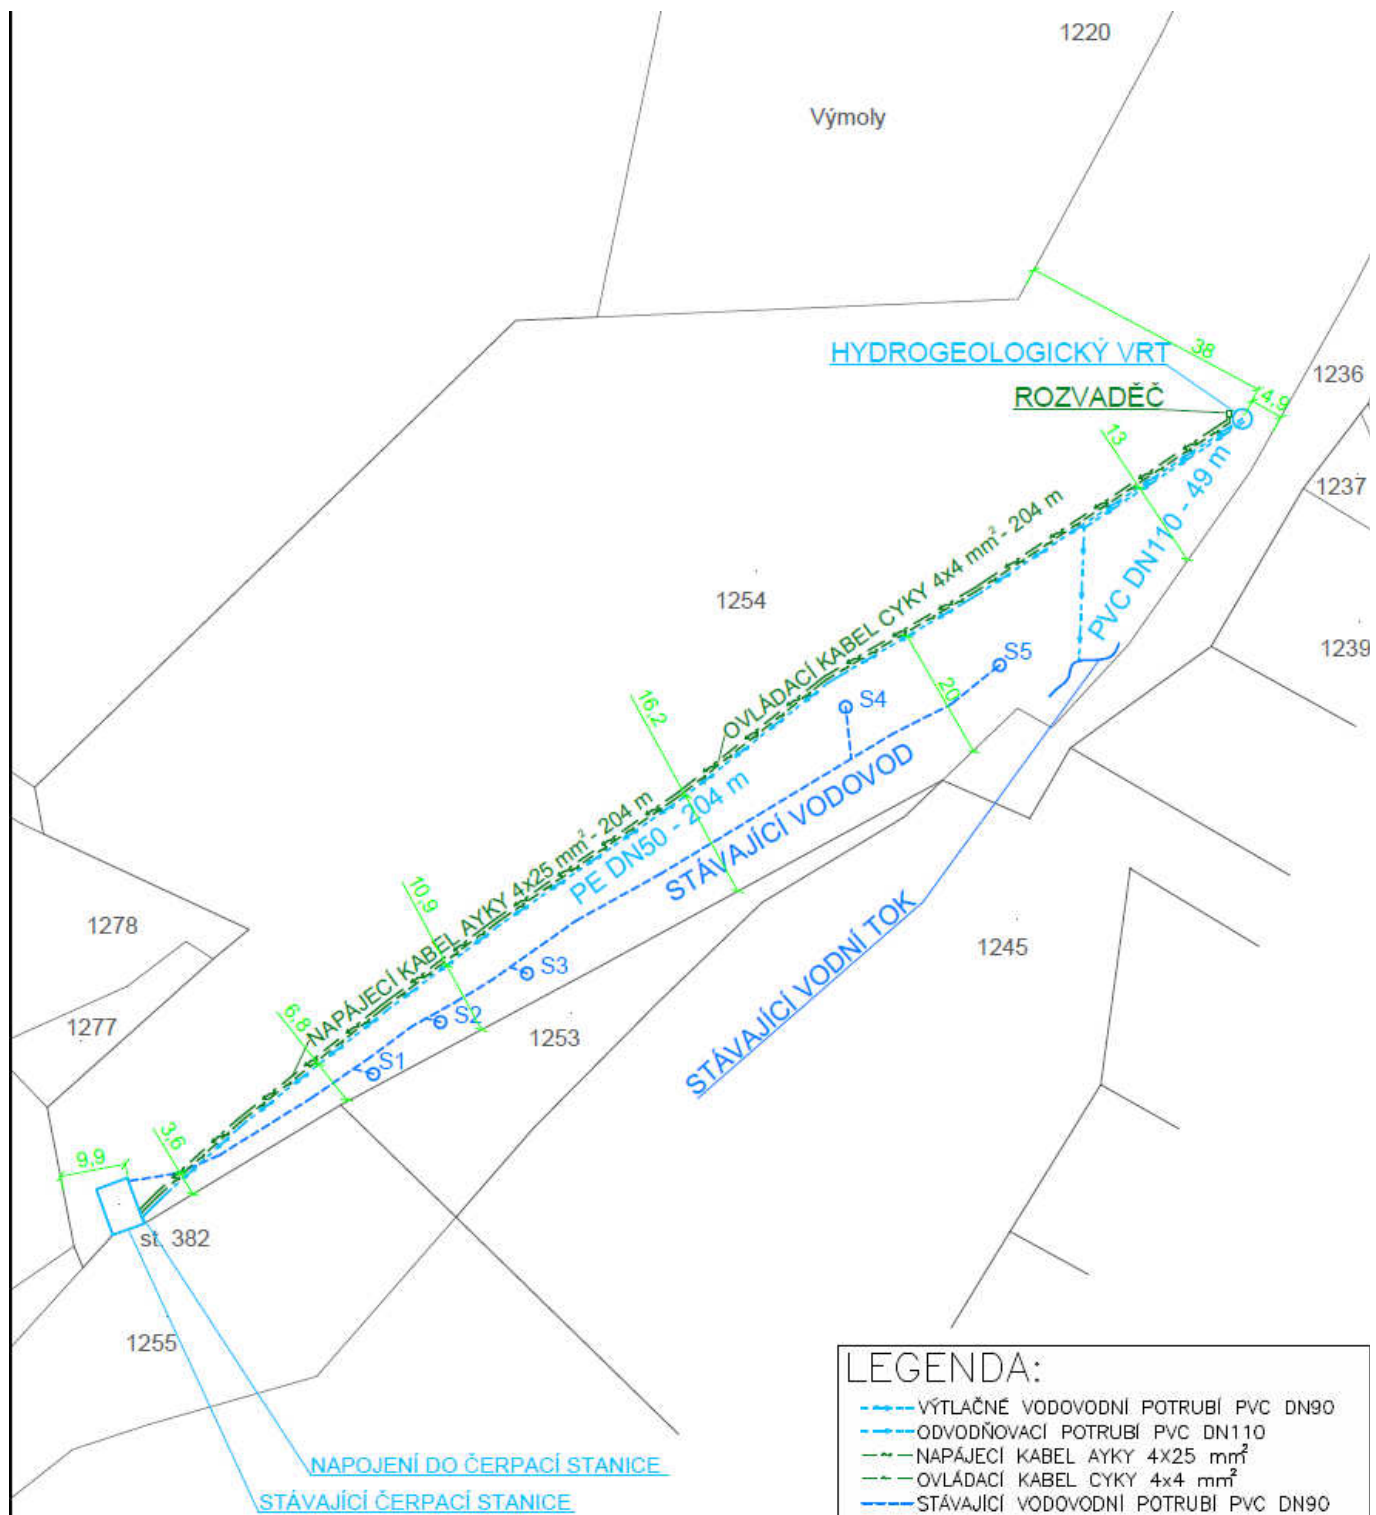 1220
Výmoly
38
HYDROGEOLOGICKÝ VRT
1236
ROZVADĚČ
4,9
13
1237
PVC DN110 - 49 m
OVLÁDACÍ KABEL CYKY 4x4 mm² - 204 m
1254
1239
S5
20
S4
16,2
STÁVAJÍCÍ VODOVOD
PE DN50 - 204 m
NAPÁJECÍ KABEL AYKY 4x25 mm² - 204 m
10,9
1278
STÁVAJÍCÍ VODNÍ TOK
1245
S3
S2
1277
6,8
1253
S1
3,6
9,9
st. 382
1255
LEGENDA:
VÝTLAČNÉ VODOVODNÍ POTRUBÍ PVC DN90
ODVODŇOVACÍ POTRUBÍ PVC DN110
NAPÁJECÍ KABEL AYKY 4X25 mm²
OVLÁDACÍ KABEL CYKY 4x4 mm²
STÁVAJÍCÍ VODOVODNÍ POTRUBÍ PVC DN90
NAPOJENÍ DO ČERPACÍ STANICE
STÁVAJÍCÍ ČERPACÍ STANICE